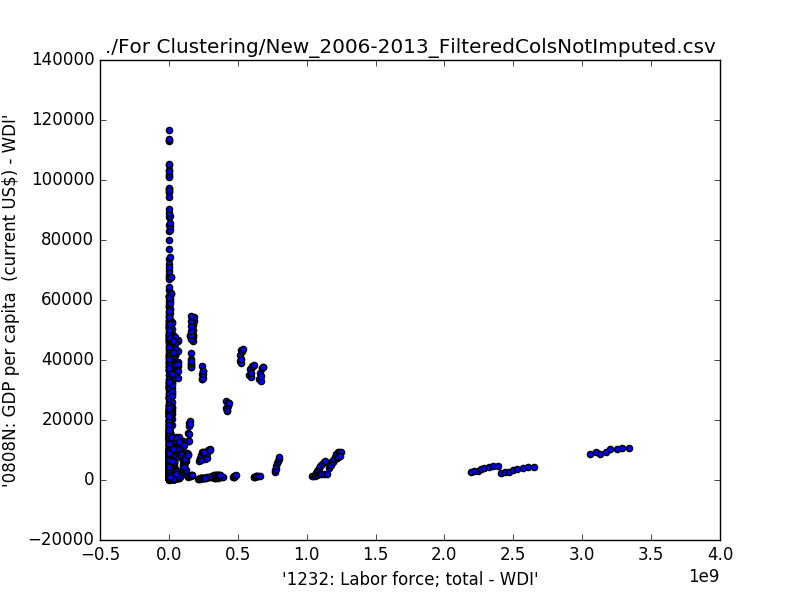 ./For Clustering/New_2006-2013_FilteredColsNotImputed.csv
140000
120000
100000
80000
60000
40000
20000
0
−20000
'0808N: GDP per capita  (current US$) - WDI'
−0.5 0.0 0.5 1.0 1.5 2.0 2.5 3.0 3.5 4.0
1e9
'1232: Labor force; total - WDI'